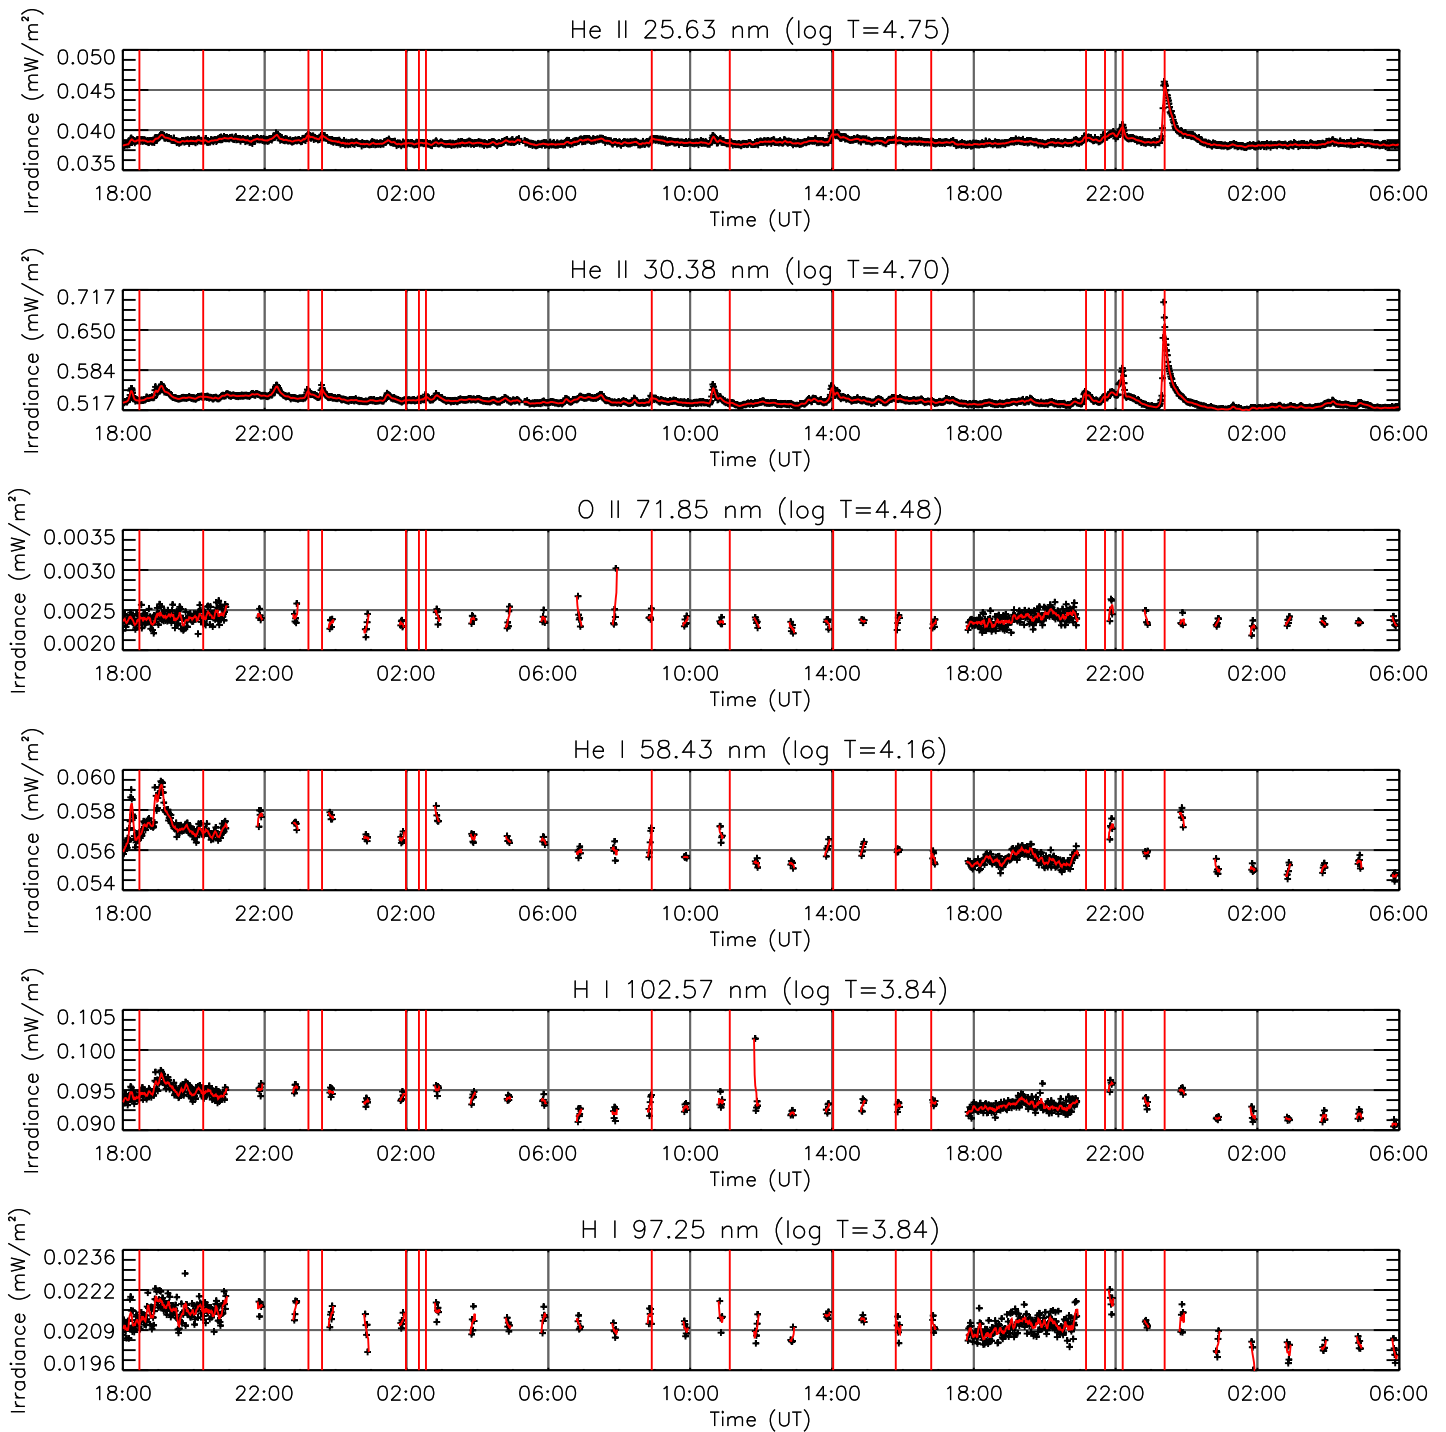 He II 25.63 nm (log T=4.75)
Irradiance (mW/m²)
0.050
0.045
0.040
0.035
18:00 22:00 02:00 06:00 10:00 14:00 18:00 22:00 02:00 06:00
Time (UT)
He II 30.38 nm (log T=4.70)
Irradiance (mW/m²)
0.717
0.650
0.584
0.517
18:00 22:00 02:00 06:00 10:00 14:00 18:00 22:00 02:00 06:00
Time (UT)
O II 71.85 nm (log T=4.48)
Irradiance (mW/m²)
0.0035
0.0030
0.0025
0.0020
18:00 22:00 02:00 06:00 10:00 14:00 18:00 22:00 02:00 06:00
Time (UT)
He I 58.43 nm (log T=4.16)
Irradiance (mW/m²)
0.060
0.058
0.056
0.054
18:00 22:00 02:00 06:00 10:00 14:00 18:00 22:00 02:00 06:00
Time (UT)
H I 102.57 nm (log T=3.84)
Irradiance (mW/m²)
0.105
0.100
0.095
0.090
18:00 22:00 02:00 06:00 10:00 14:00 18:00 22:00 02:00 06:00
Time (UT)
H I 97.25 nm (log T=3.84)
Irradiance (mW/m²)
0.0236
0.0222
0.0209
0.0196
18:00 22:00 02:00 06:00 10:00 14:00 18:00 22:00 02:00 06:00
Time (UT)